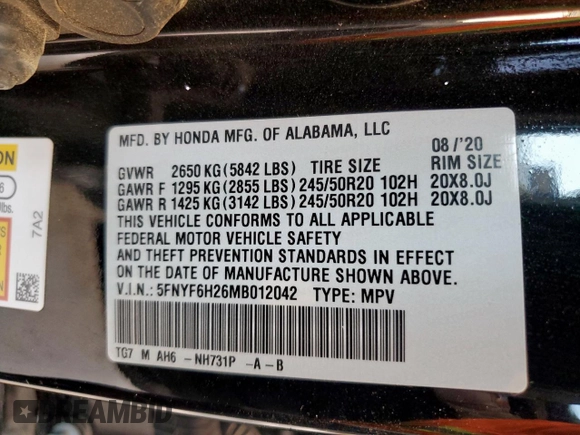 MFD. BY HONDA MFG. OF ALABAMA, LLC 08 /'20
GVWR 2650 KG (5842 LBS) TIRE SIZE RIM SIZE
GAWR F 1295 KG (2855 LBS) 245/50R20 102H 20X8.0J
GAWR R 1425 KG (3142 LBS) 245/50R20 102H 20X8.0J
THIS VEHICLE CONFORMS TO ALL APPLICABLE
FEDERAL MOTOR VEHICLE SAFETY
AND THEFT PREVENTION STANDARDS IN EFFECT
ON THE DATE OF MANUFACTURE SHOWN ABOVE.
V.I.N.: 5FNYF6H26MB012042 TYPE: MPV
TG7 M AH6 -NH731P -A-B
7A2
DREAMBID